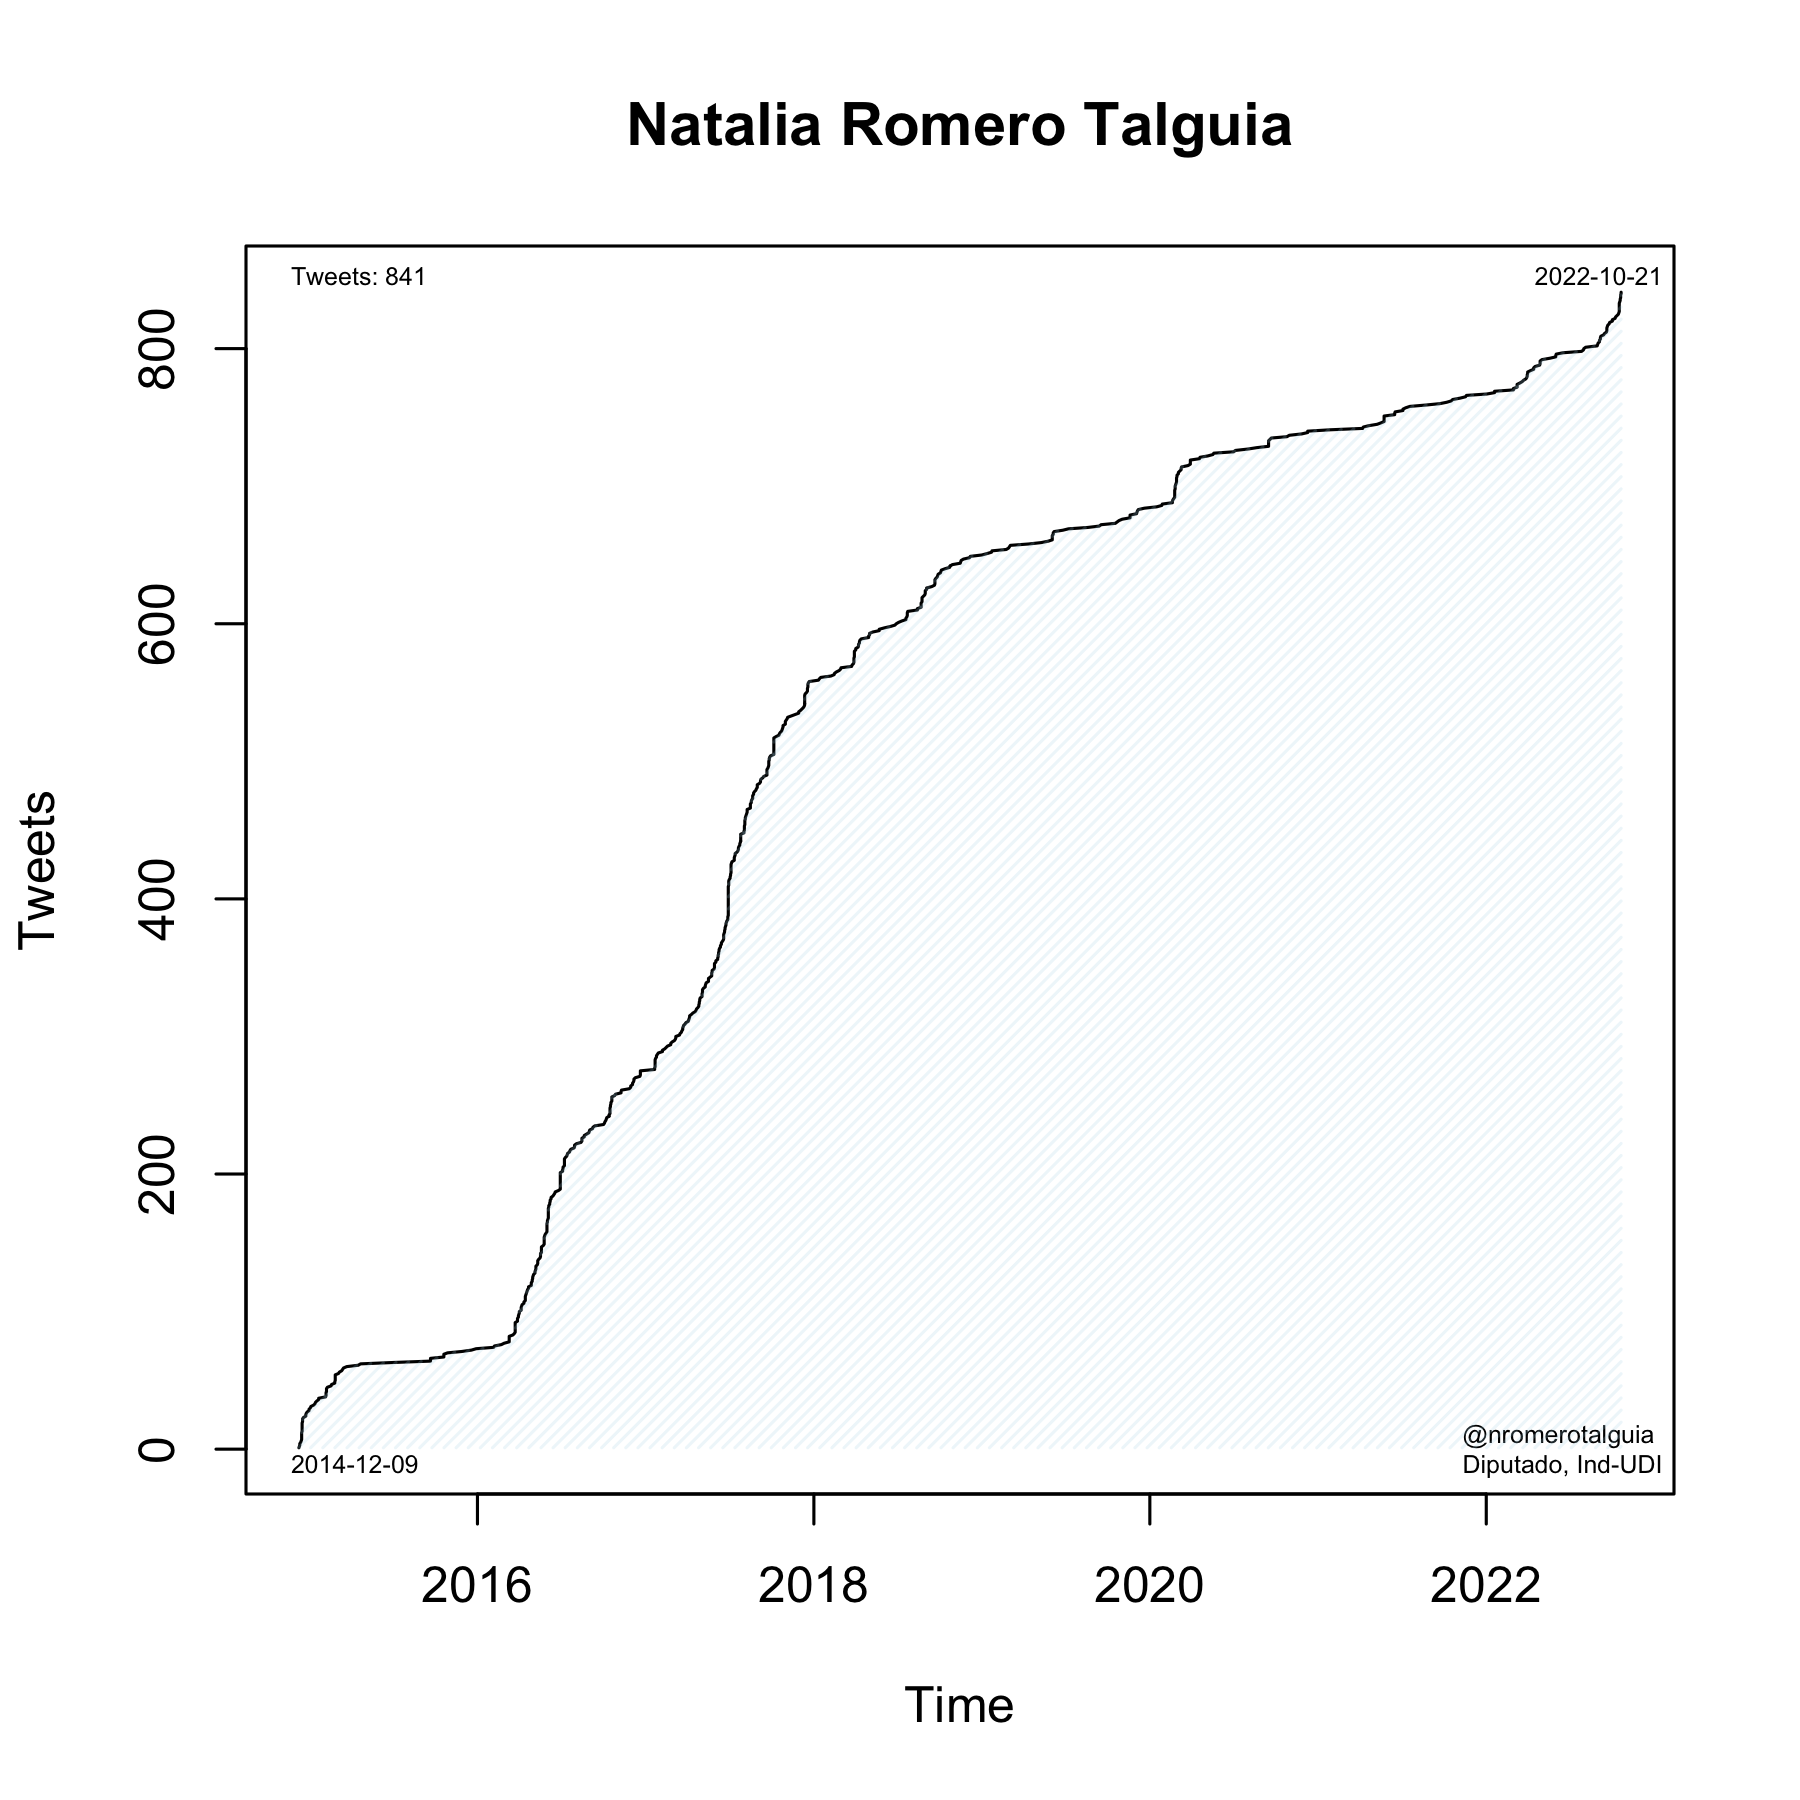 Natalia Romero Talguia
Tweets: 841
2022-10-21
800
600
400
200
0
Tweets
2014-12-09
@nromerotalguia
Diputado, Ind-UDI
2016 2018 2020 2022
Time